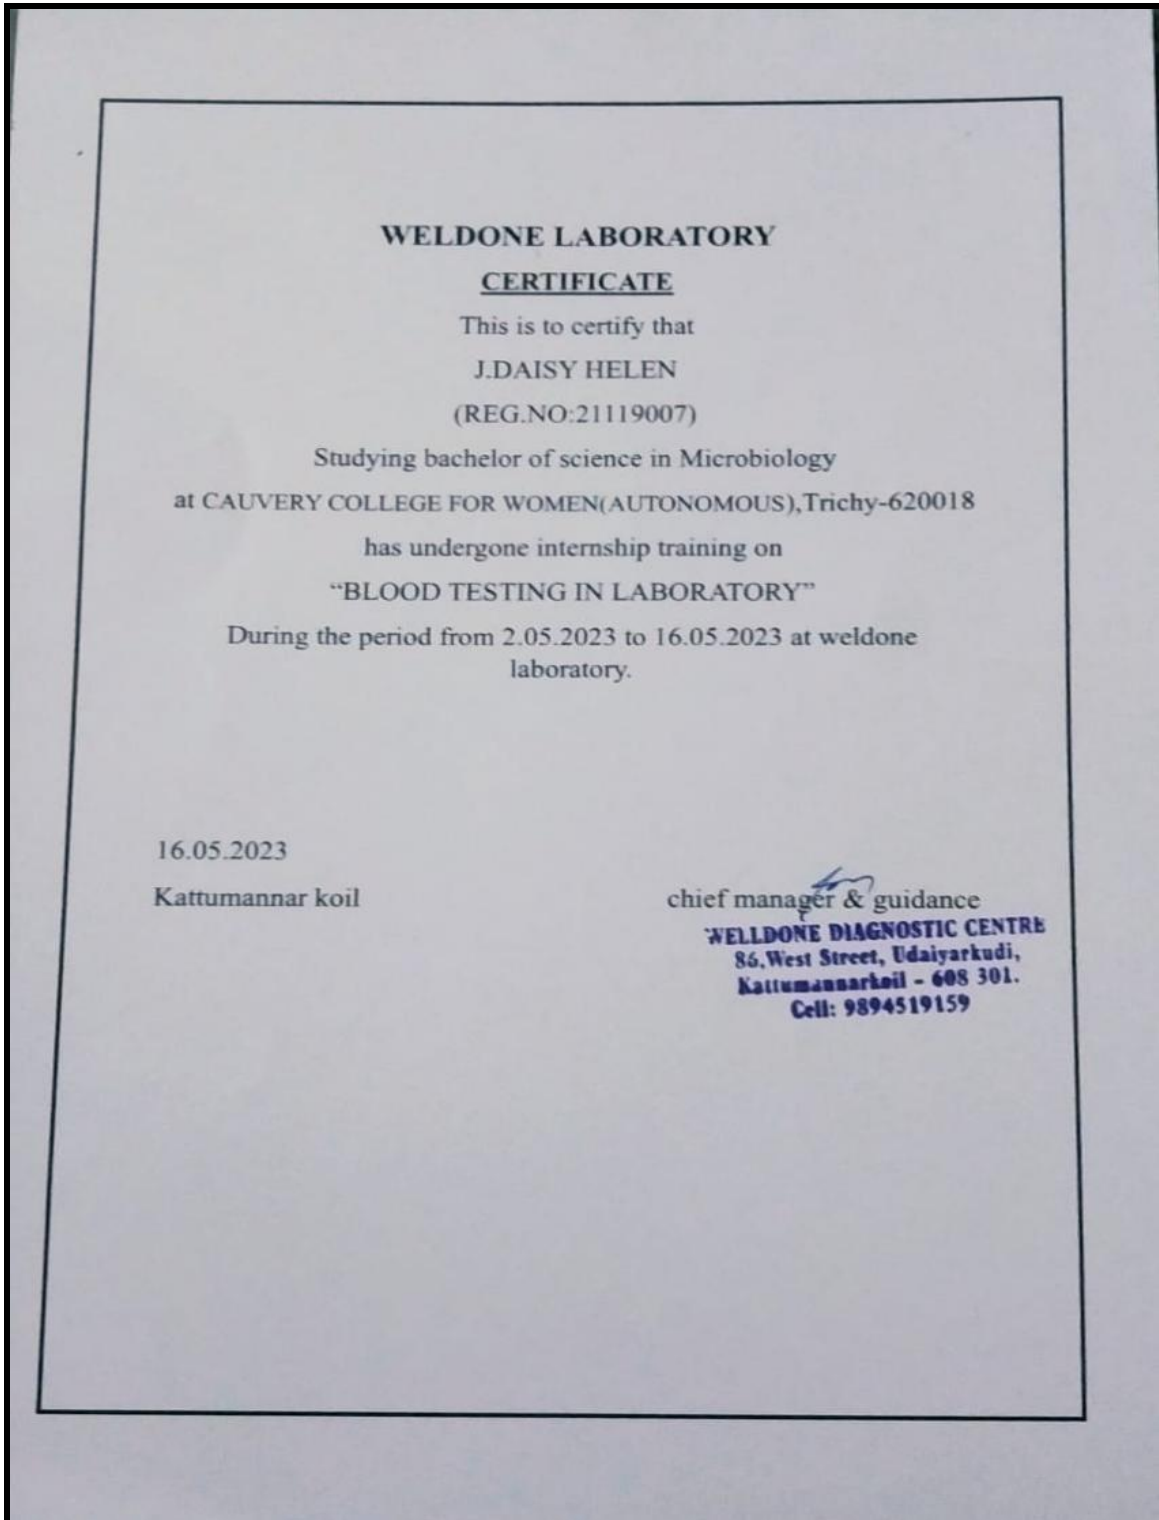 WELDONE LABORATORY
CERTIFICATE
This is to certify that
J.DAISY HELEN
(REG.NO:21119007)
Studying bachelor of science in Microbiology
at CAUVERY COLLEGE FOR WOMEN(AUTONOMOUS),Trichy-620018
has undergone internship training on
“BLOOD TESTING IN LABORATORY”
During the period from 2.05.2023 to 16.05.2023 at weldone
laboratory.
16.05.2023
Kattumannar koil
chief manager & guidance
WELLDONE DIAGNOSTIC CENTRE
86,West Street, Udaiyarkudi,
Kattumannarkoil - 608 301.
Cell: 9894519159